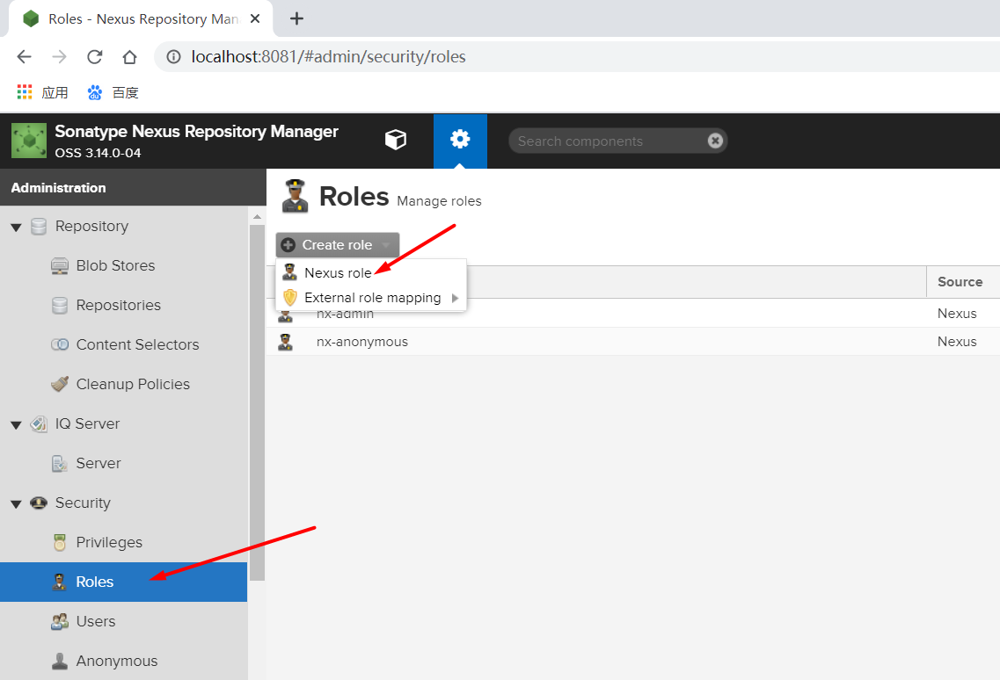 Roles - Nexus Repository Man
localhost:8081/#admin/security/roles
应用 百度
Sonatype Nexus Repository Manager
OSS 3.14.0-04
Search components
Administration
Roles Manage roles
Repository
Create role
Blob Stores
Nexus role
Source
External role mapping
Repositories
nx-admin Nexus
nx-anonymous Nexus
Content Selectors
Cleanup Policies
IQ Server
Server
Security
Privileges
Roles
Users
Anonymous